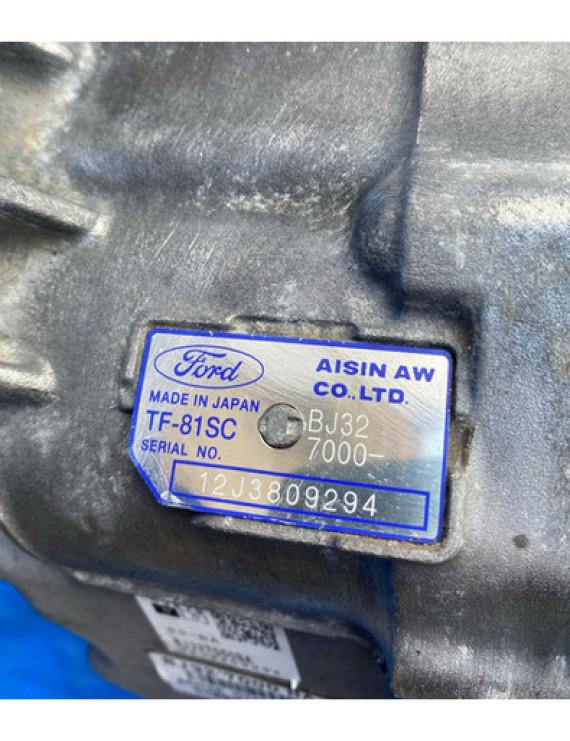 Ford
AISIN AW
CO.,LTD.
MADE IN JAPAN
TF-81SC
BJ32
7000-
SERIAL NO.
12J3809294